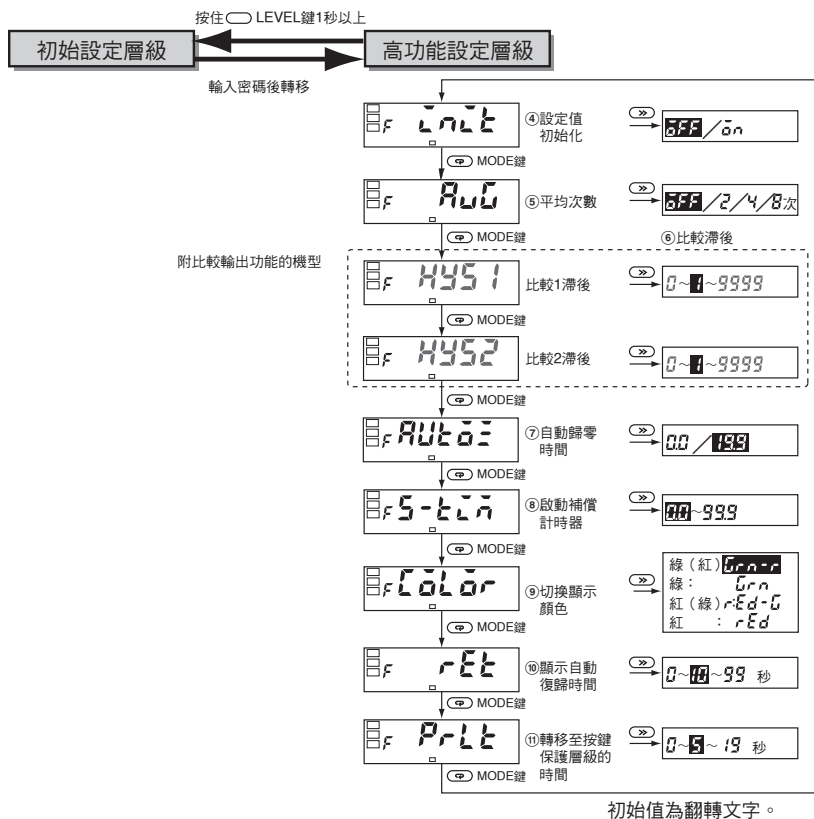 按住 LEVEL鍵1秒以上
初始設定層級
高功能設定層級
輸入密碼後轉移
F init ④設定值
初始化
oFF/on
MODE鍵
F AvG ⑤平均次數
oFF/2/4/8次
MODE鍵
⑥比較滯後
附比較輸出功能的機型
F HYS1 比較1滯後
0~1~9999
MODE鍵
F HYS2 比較2滯後
0~1~9999
MODE鍵
F AUtoZ ⑦自動歸零
時間
0.0/19.9
MODE鍵
F S-tim ⑧啟動補償
計時器
0.0~99.9
MODE鍵
F CoLor ⑨切換顯示
顏色
綠(紅)Grn-r
綠: Grn
紅(綠)rEd-G
紅 : rEd
MODE鍵
F rEt ⑩顯示自動
復歸時間
0~10~99 秒
MODE鍵
F PrLt ⑪轉移至按鍵
保護層級的
時間
0~5~19 秒
MODE鍵
初始值為翻轉文字。